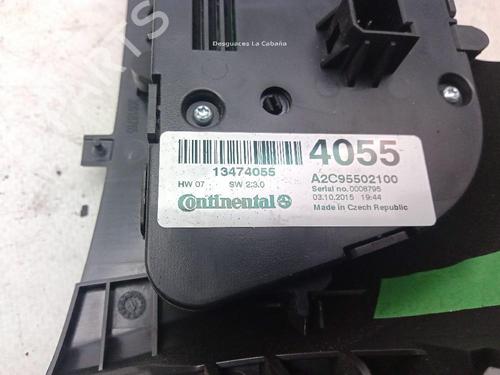 Desguaces La Cabaña
4055
13474055
A2C95502100
HW 07 SW 2.3.0
Serial no. 0008795
03.10.2015 19:44
Continental
Made in Czech Republic